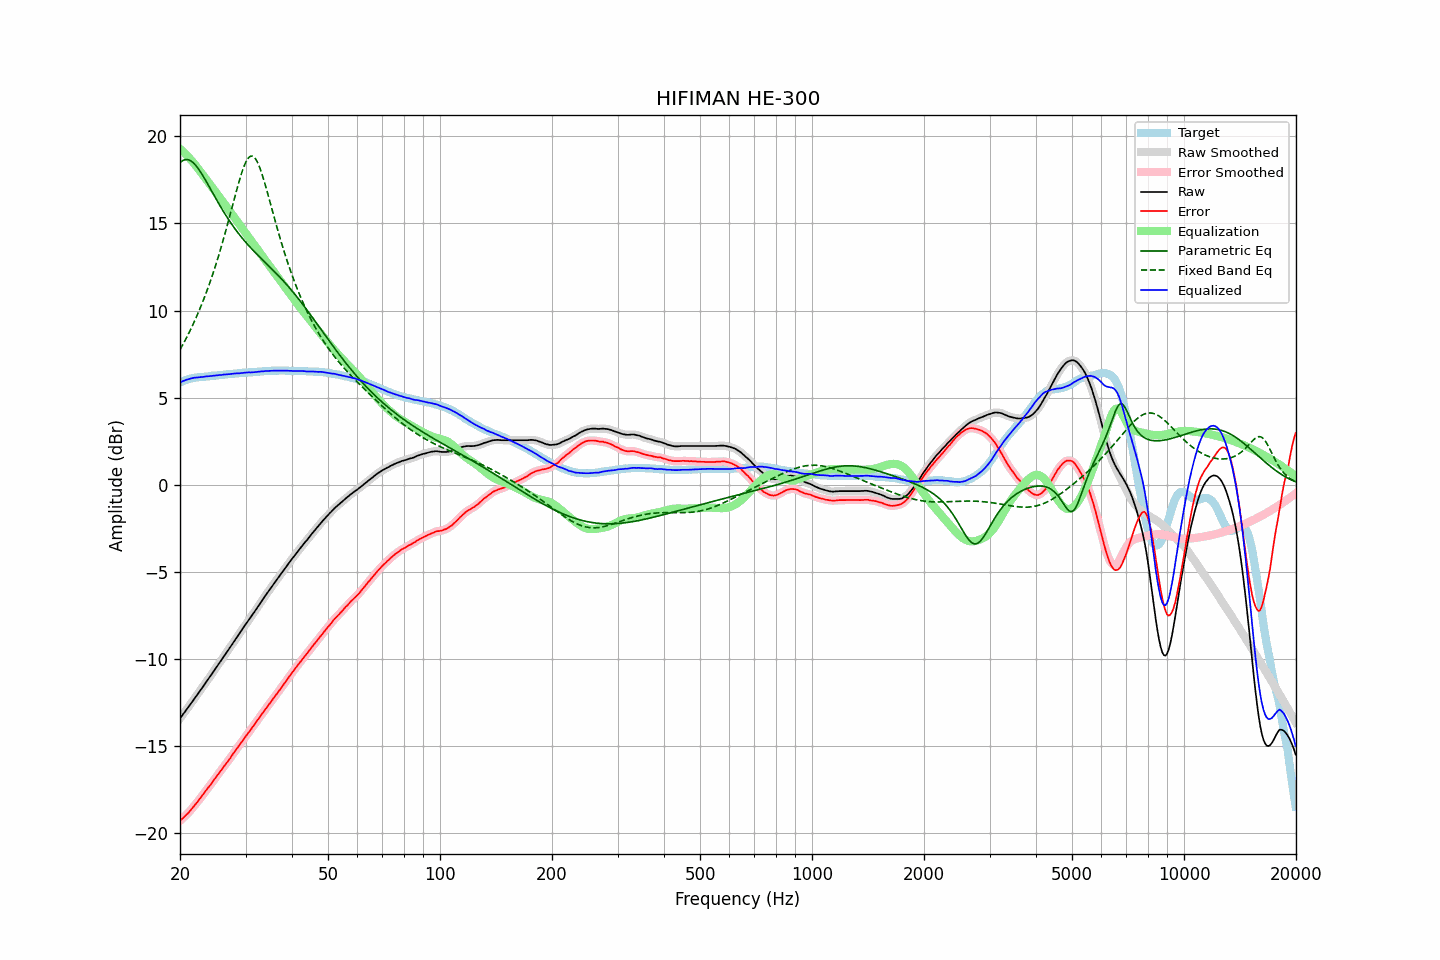 HIFIMAN HE-300
Target
Raw Smoothed
Error Smoothed
Raw
Error
Equalization
Parametric Eq
Fixed Band Eq
Equalized
Amplitude (dBr)
20
15
10
5
0
−5
−10
−15
−20
20
50
100
200
500
1000
2000
5000
10000
20000
Frequency (Hz)